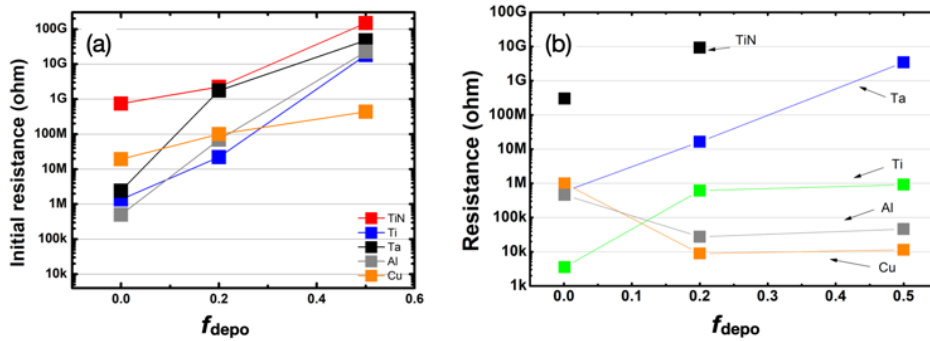 (a)
Initial resistance (ohm)
100G
10G
1G
100M
10M
1M
100k
10k
0.0
0.2
0.4
0.6
f depo
TiN
Ti
Ta
Al
Cu
(b)
Resistance (ohm)
100G
10G
1G
100M
10M
1M
100k
10k
1k
0.0
0.1
0.2
0.3
0.4
0.5
f depo
TiN
Ta
Ti
Al
Cu